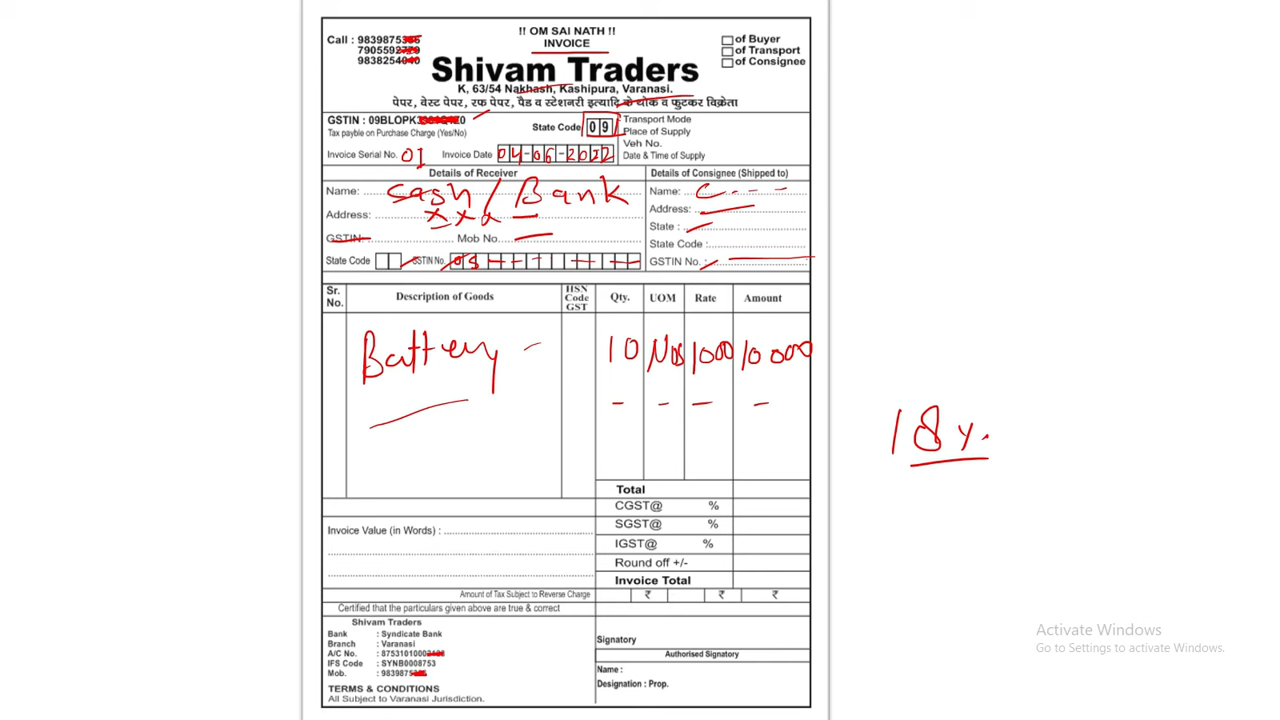 !! OM SAI NATH !!
INVOICE
Call : 9839875
7905592
9838254
of Buyer
of Transport
of Consignee
Shivam Traders
K, 63/54 Nakhash, Kashipura, Varanasi.
पेपर, वेस्ट पेपर, रफ पेपर, पैड व स्टेशनरी इत्यादि के थोक व फुटकर विक्रेता
GSTIN : 09BLOPK
Tax payble on Purchase Charge (Yes/No)
State Code 09
Transport Mode
Place of Supply
Veh No.
Date & Time of Supply
Invoice Serial No. 01
Invoice Date 04-06-2022
Details of Receiver
Details of Consignee (Shipped to)
Name: Cash / Bank
Name: C
Address: x x x
Address:
GSTIN
Mob No.
State :
State Code :
State Code
GSTIN No. 09
GSTIN No. :
Sr. No.
Description of Goods
HSN Code GST
Qty.
UOM
Rate
Amount
Battery - 10 Nos 1000 10000
- - - -
18%
Total
CGST@ %
SGST@ %
IGST@ %
Round off +/-
Invoice Total
Invoice Value (in Words) :
Amount of Tax Subject to Reverse Charge ₹ ₹ ₹
Certified that the particulars given above are true & correct
Shivam Traders
Bank : Syndicate Bank
Branch : Varanasi
A/C No. : 87531010002
IFS Code : SYNB0008753
Mob. : 9839875
TERMS & CONDITIONS
All Subject to Varanasi Jurisdiction.
Signatory
Authorised Signatory
Name :
Designation : Prop.
Activate Windows
Go to Settings to activate Windows.